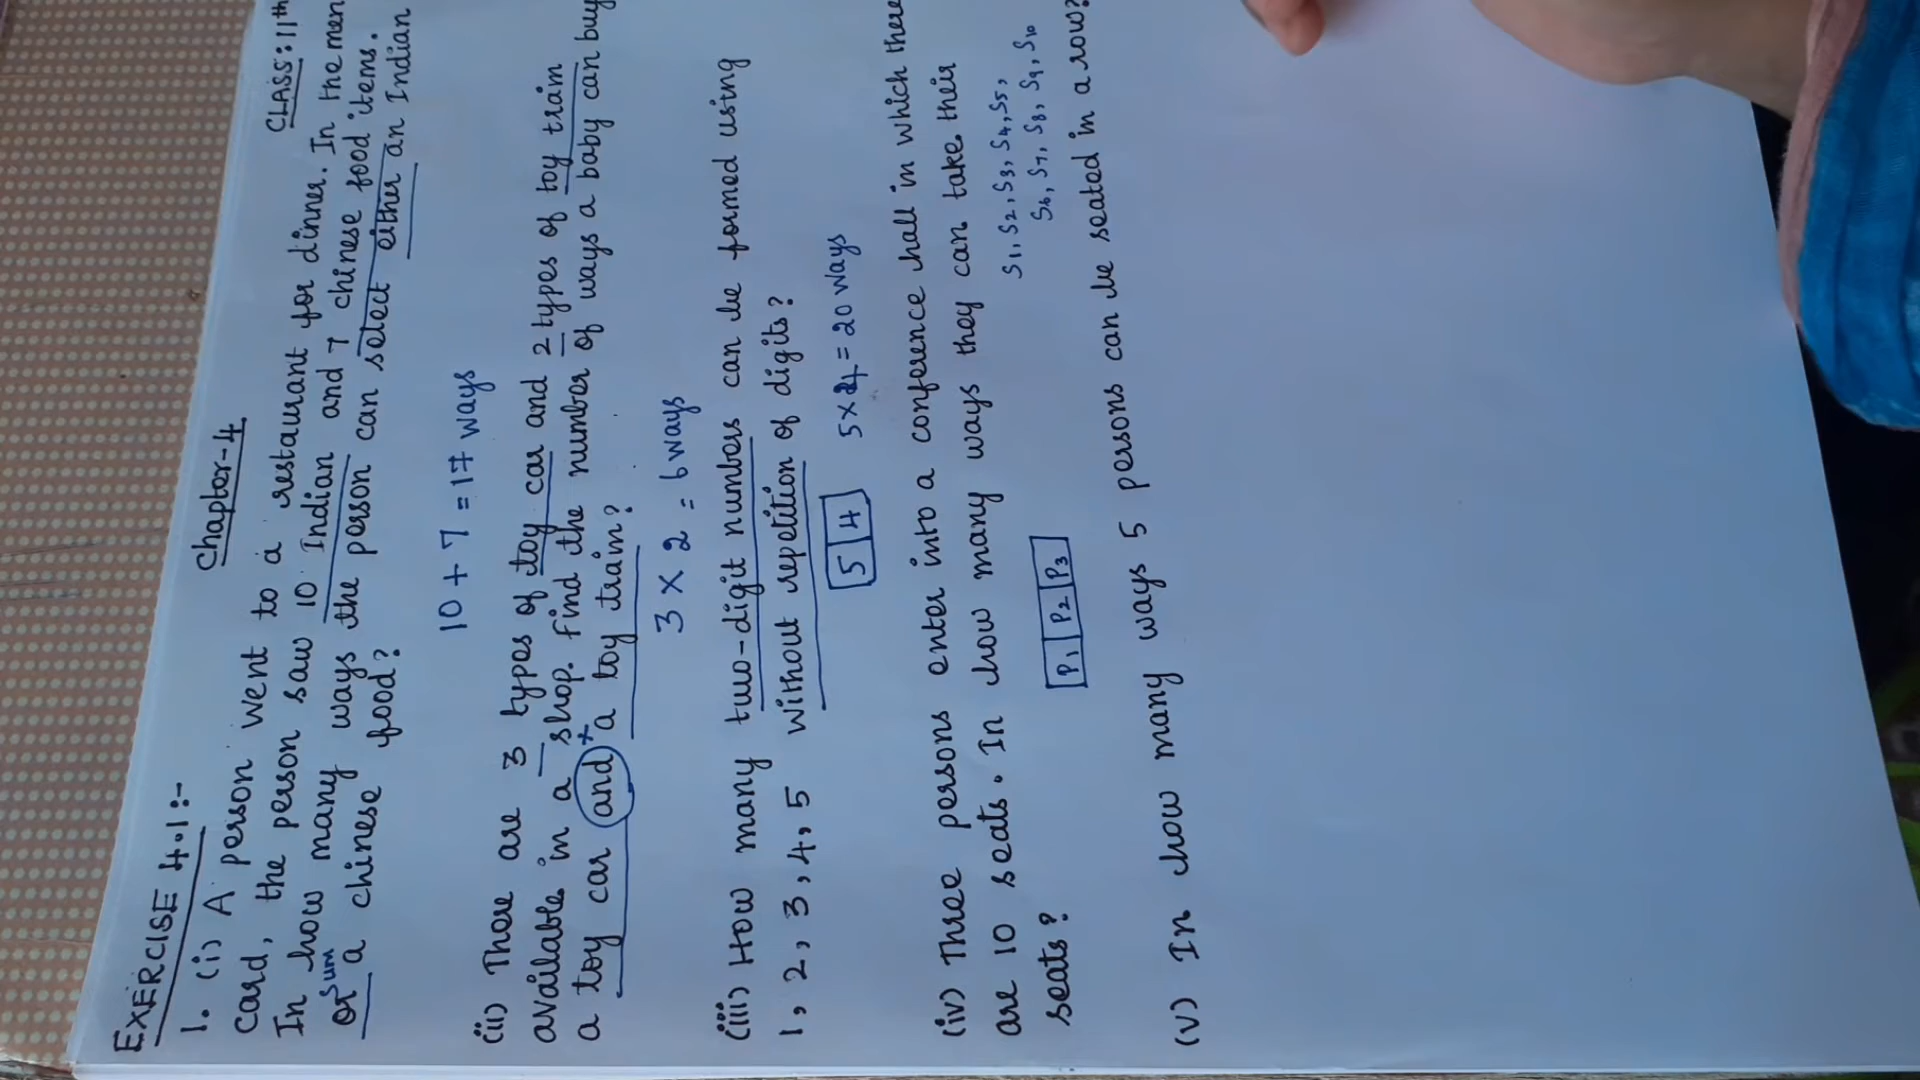 Chapter-4
CLASS: 11th
EXERCISE 4.1:-
1. (i) A person went to a restaurant for dinner. In the men
card, the person saw 10 Indian and 7 chinese food items.
In how many ways the person can select either an Indian
sum
or a chinese food?
10 + 7 = 17 ways
(ii) There are 3 types of toy car and 2 types of toy train
available in a shop. Find the number of ways a baby can buy
a toy car and × a toy train?
3 × 2 = 6 ways
(iii) How many two-digit numbers can be formed using
1, 2, 3, 4, 5 without repetition of digits?
5 4 5 × 4 = 20 ways
(iv) Three persons enter into a conference hall in which there
are 10 seats. In how many ways they can take their
seats?
P1 P2 P3
S1, S2, S3, S4, S5,
S6, S7, S8, S9, S10
(v) In how many ways 5 persons can be seated in a row?